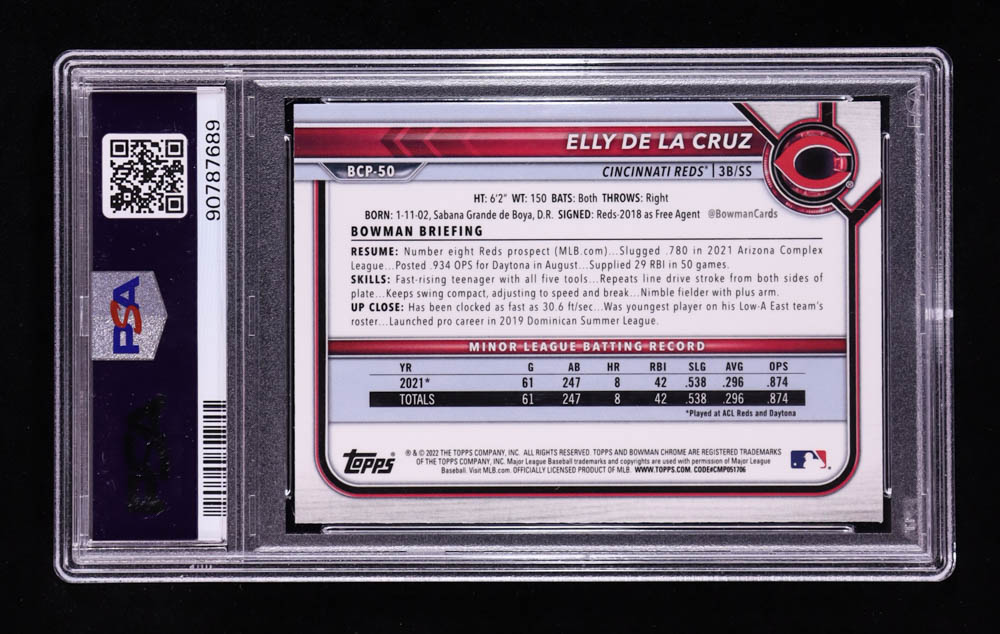 90787689
PSA
ELLY DE LA CRUZ
BCP-50
CINCINNATI REDS® | 3B/SS
HT: 6'2" WT: 150 BATS: Both THROWS: Right
BORN: 1-11-02, Sabana Grande de Boya, D.R. SIGNED: Reds-2018 as Free Agent @BowmanCards
BOWMAN BRIEFING
RESUME: Number eight Reds prospect (MLB.com)...Slugged .780 in 2021 Arizona Complex
League...Posted .934 OPS for Daytona in August...Supplied 29 RBI in 50 games.
SKILLS: Fast-rising teenager with all five tools...Repeats line drive stroke from both sides of
plate...Keeps swing compact, adjusting to speed and break...Nimble fielder with plus arm.
UP CLOSE: Has been clocked as fast as 30.6 ft/sec...Was youngest player on his Low-A East team's
roster...Launched pro career in 2019 Dominican Summer League.
MINOR LEAGUE BATTING RECORD
YR G AB HR RBI SLG AVG OPS
2021* 61 247 8 42 .538 .296 .874
TOTALS 61 247 8 42 .538 .296 .874
*Played at ACL Reds and Daytona
Topps
® & © 2022 THE TOPPS COMPANY, INC. ALL RIGHTS RESERVED. TOPPS AND BOWMAN CHROME ARE REGISTERED TRADEMARKS
OF THE TOPPS COMPANY, INC. Major League Baseball trademarks and copyrights are used with permission of Major League
Baseball. Visit MLB.com. OFFICIALLY LICENSED PRODUCT OF MLB. WWW.TOPPS.COM. CODE#CMP051706